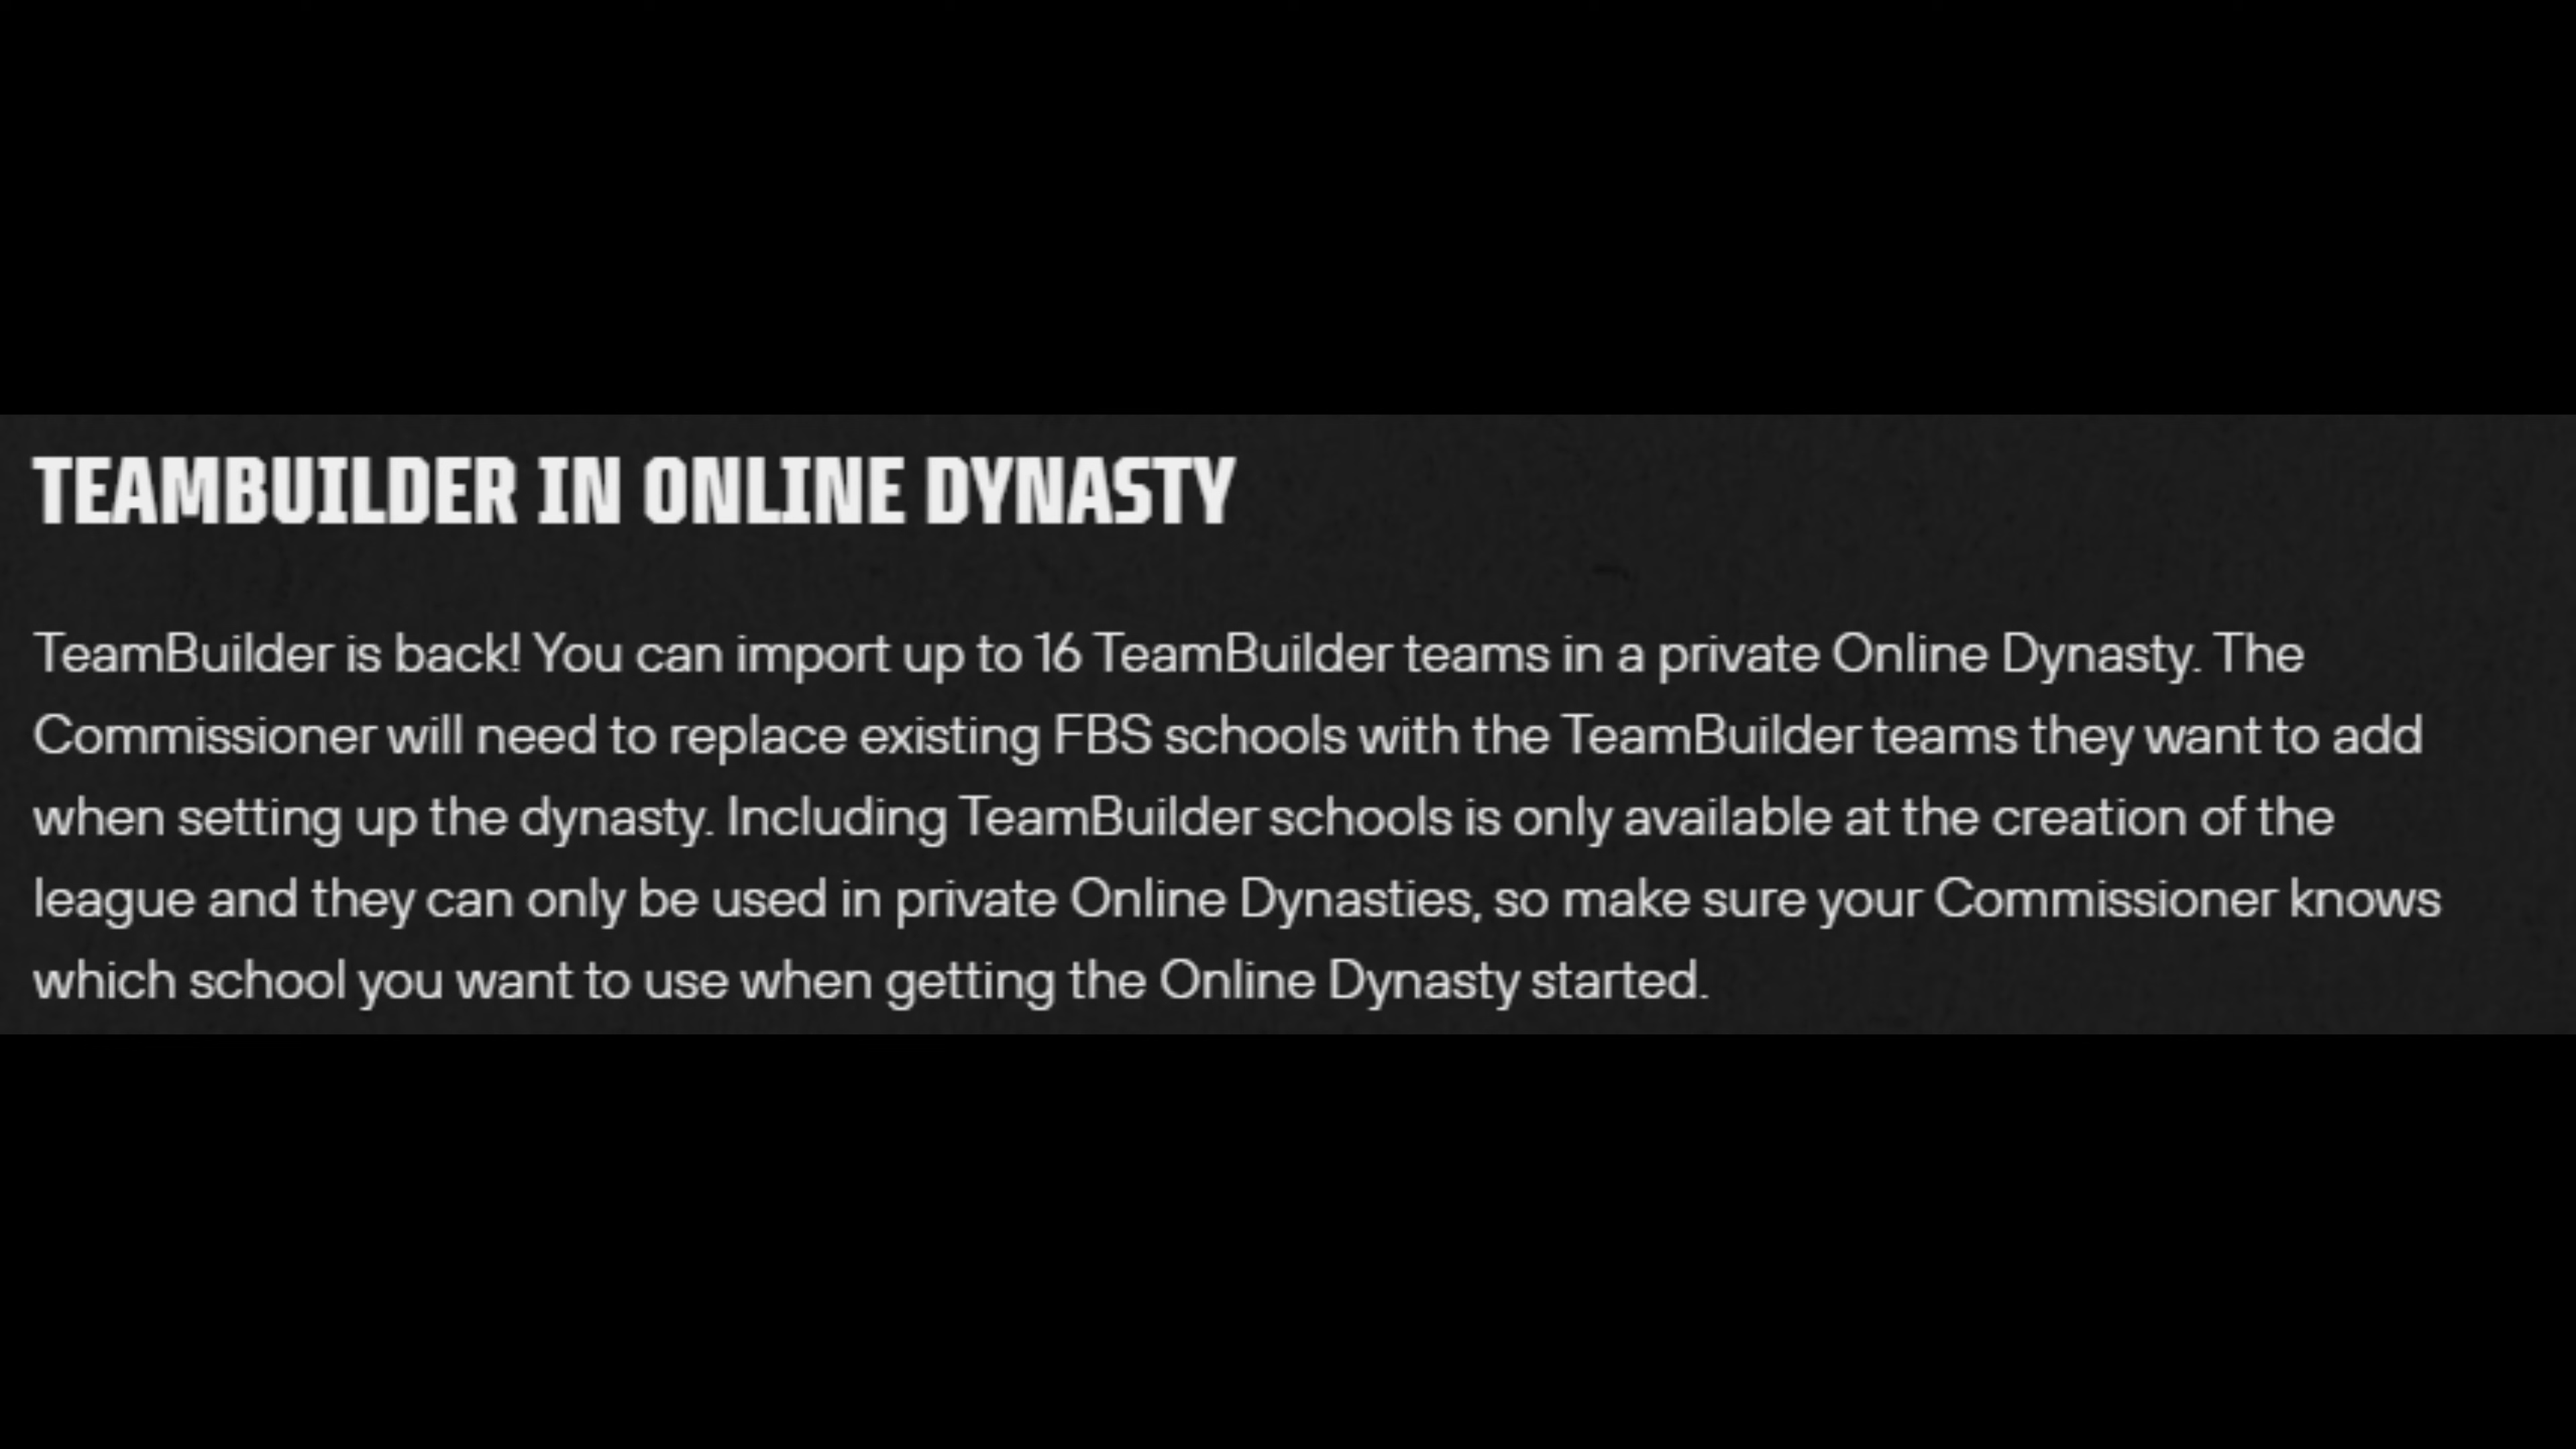 TEAMBUILDER IN ONLINE DYNASTY
TeamBuilder is back! You can import up to 16 TeamBuilder teams in a private Online Dynasty. The
Commissioner will need to replace existing FBS schools with the TeamBuilder teams they want to add
when setting up the dynasty. Including TeamBuilder schools is only available at the creation of the
league and they can only be used in private Online Dynasties, so make sure your Commissioner knows
which school you want to use when getting the Online Dynasty started.